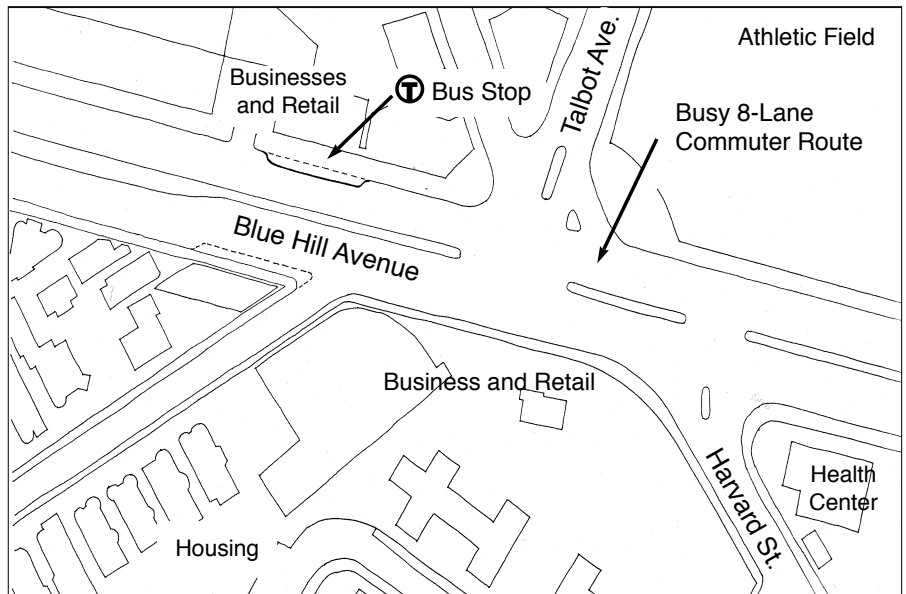 Athletic Field
Talbot Ave.
Businesses
and Retail
T Bus Stop
Busy 8-Lane
Commuter Route
Blue Hill Avenue
Business and Retail
Harvard St.
Health
Center
Housing